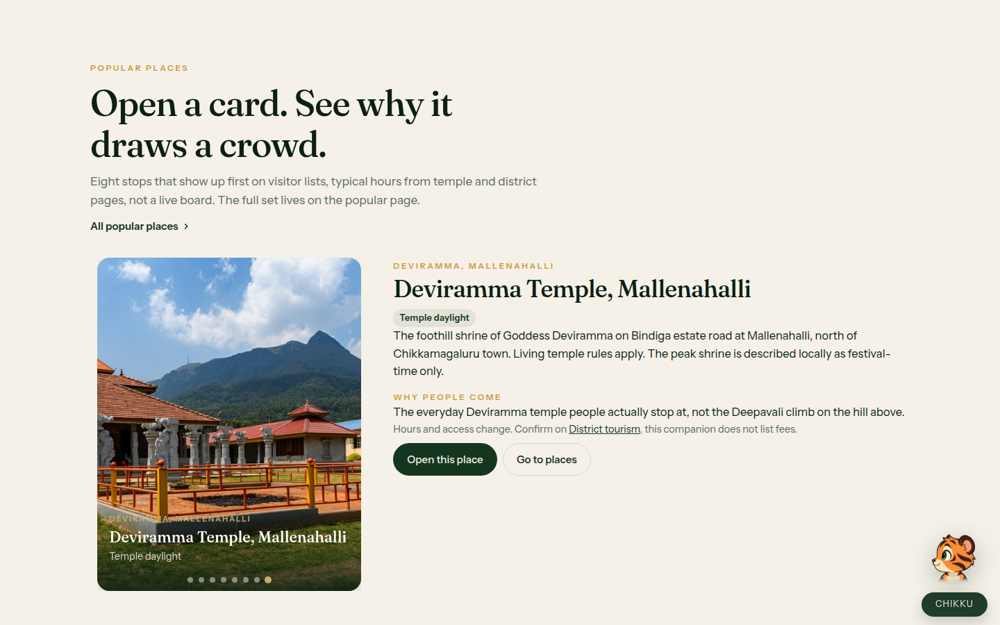 POPULAR PLACES
Open a card. See why it
draws a crowd.
Eight stops that show up first on visitor lists, typical hours from temple and district
pages, not a live board. The full set lives on the popular page.
All popular places ›
DEVIRAMMA, MALLENAHALLI
Deviramma Temple, Mallenahalli
Temple daylight
DEVIRAMMA, MALLENAHALLI
Deviramma Temple, Mallenahalli
Temple daylight
The foothill shrine of Goddess Deviramma on Bindiga estate road at Mallenahalli, north of
Chikkamagaluru town. Living temple rules apply. The peak shrine is described locally as festival-
time only.
WHY PEOPLE COME
The everyday Deviramma temple people actually stop at, not the Deepavali climb on the hill above.
Hours and access change. Confirm on District tourism, this companion does not list fees.
Open this place
Go to places
CHIKKU